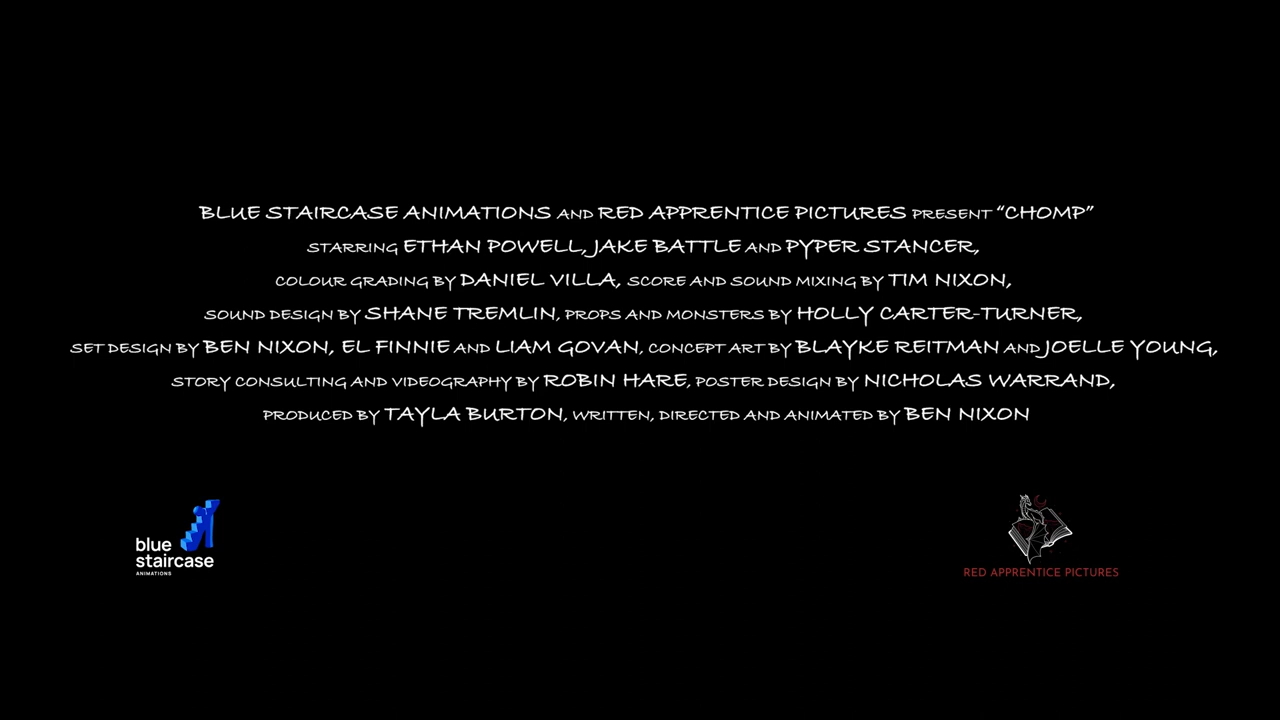 BLUE STAIRCASE ANIMATIONS AND RED APPRENTICE PICTURES PRESENT “CHOMP”
STARRING ETHAN POWELL, JAKE BATTLE AND PYPER STANCER,
COLOUR GRADING BY DANIEL VILLA, SCORE AND SOUND MIXING BY TIM NIXON,
SOUND DESIGN BY SHANE TREMLIN, PROPS AND MONSTERS BY HOLLY CARTER-TURNER,
SET DESIGN BY BEN NIXON, EL FINNIE AND LIAM GOVAN, CONCEPT ART BY BLAYKE REITMAN AND JOELLE YOUNG,
STORY CONSULTING AND VIDEOGRAPHY BY ROBIN HARE, POSTER DESIGN BY NICHOLAS WARRAND,
PRODUCED BY TAYLA BURTON, WRITTEN, DIRECTED AND ANIMATED BY BEN NIXON
blue
staircase
ANIMATIONS
RED APPRENTICE PICTURES